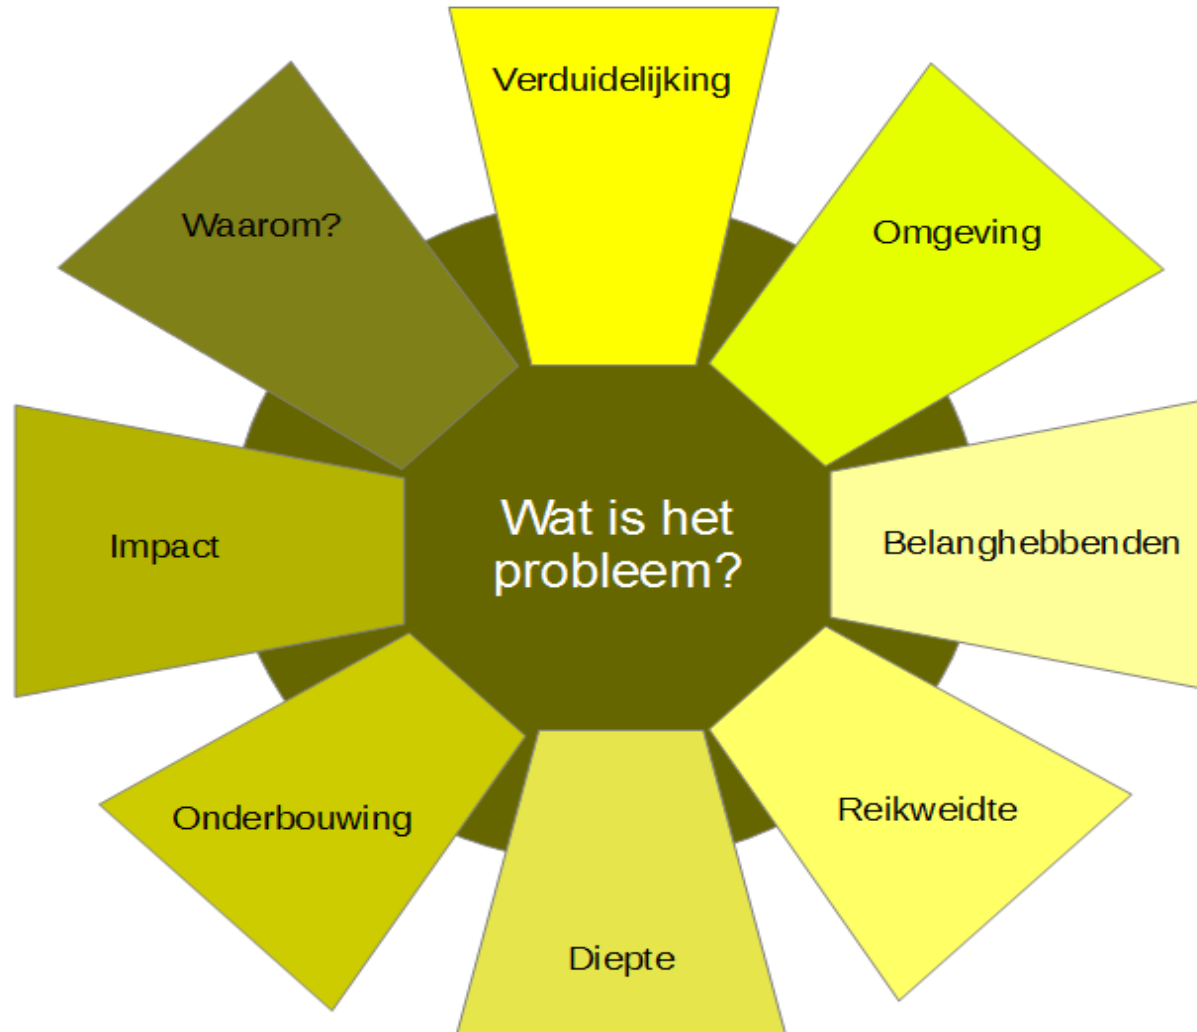 Verduidelijking
Omgeving
Belanghebbenden
Reikweidte
Diepte
Onderbouwing
Impact
Waarom?
Wat is het
probleem?